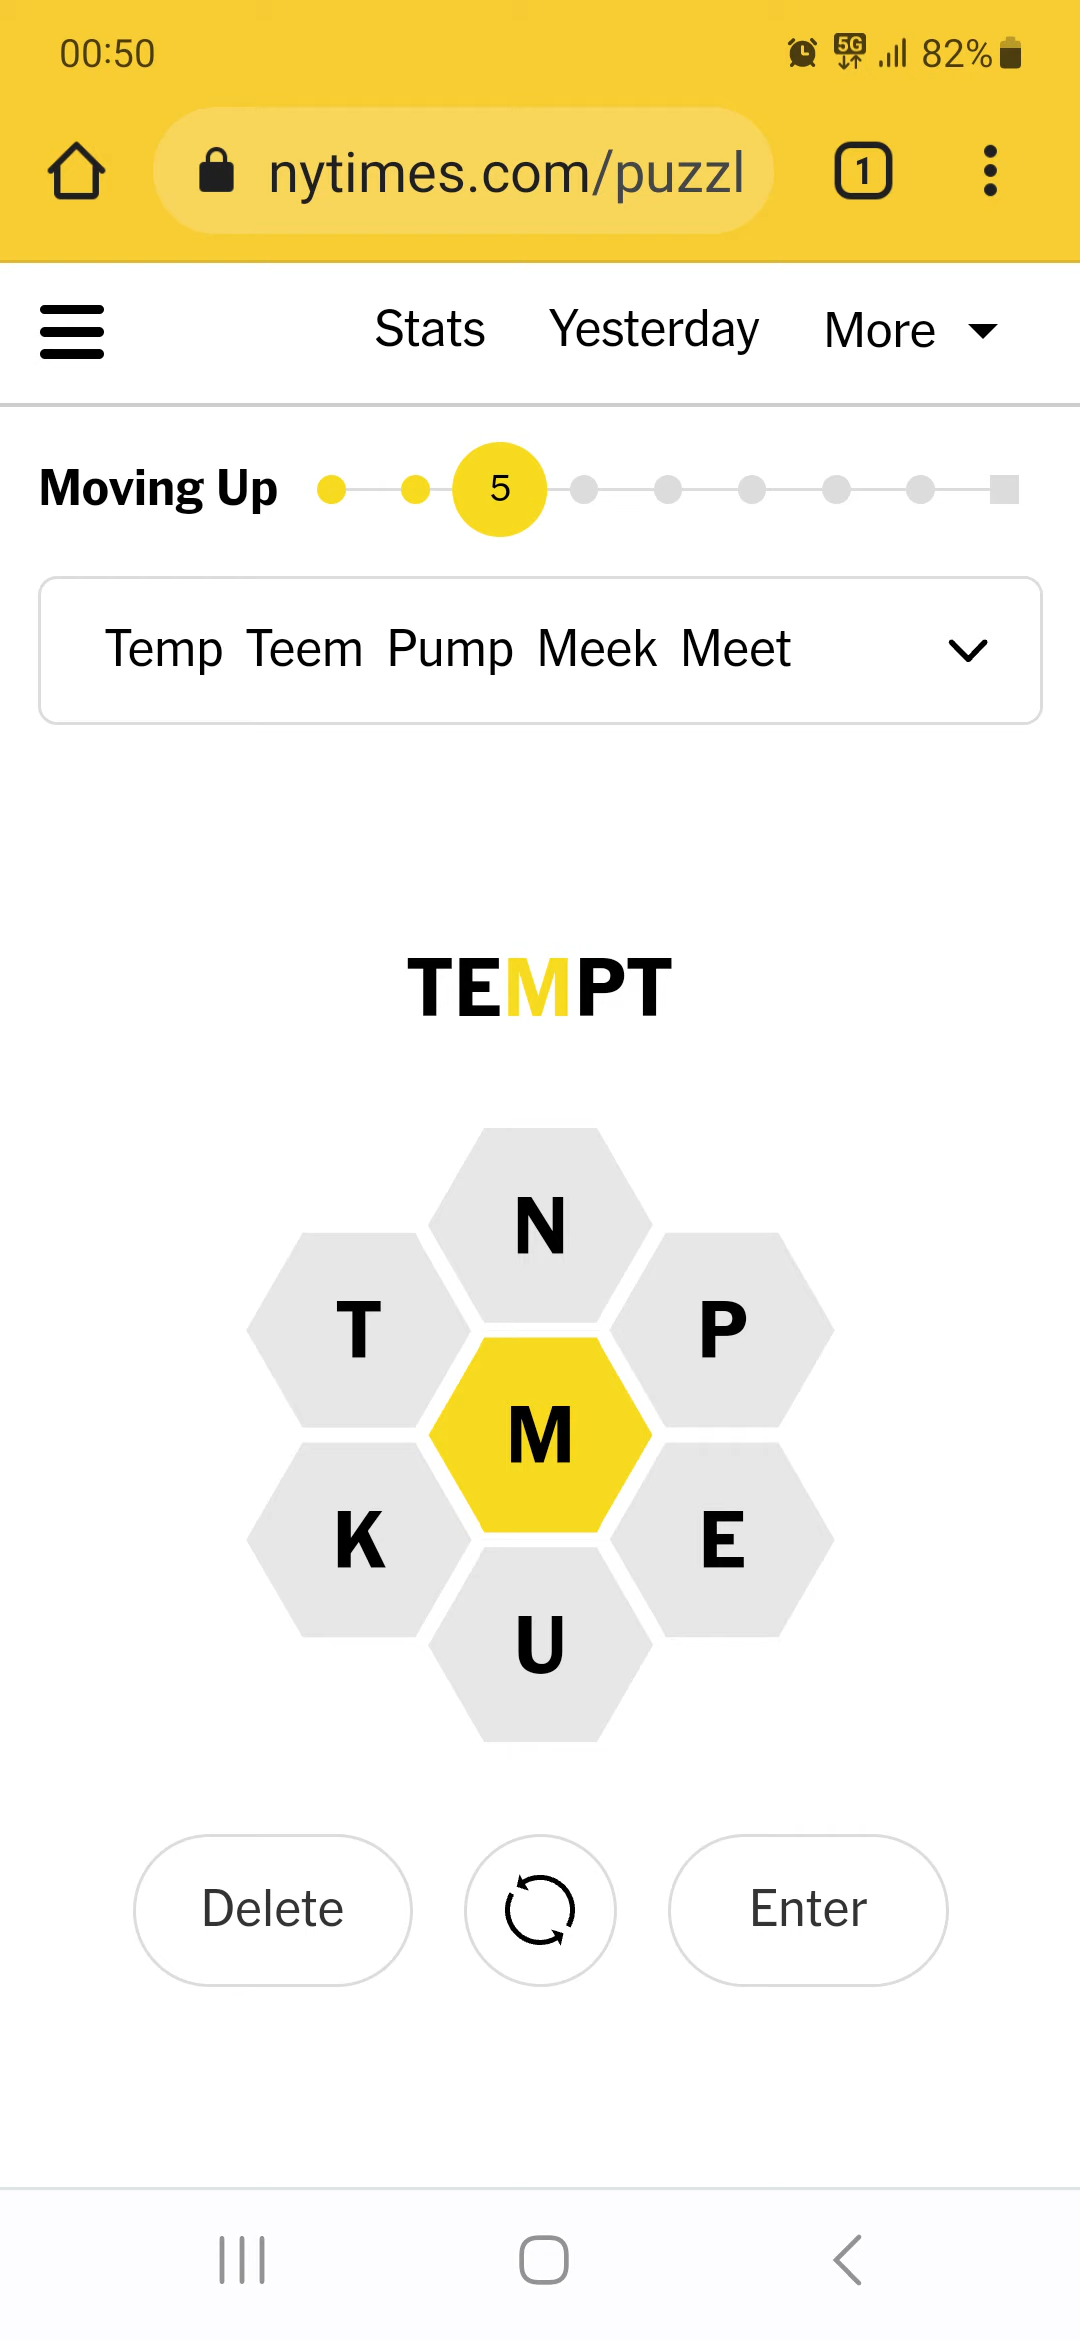 00:50 5G 82%
nytimes.com/puzzl 1
Stats Yesterday More
Moving Up 5
Temp Teem Pump Meek Meet
TEMPT
N
T P
M
K E
U
Delete Enter